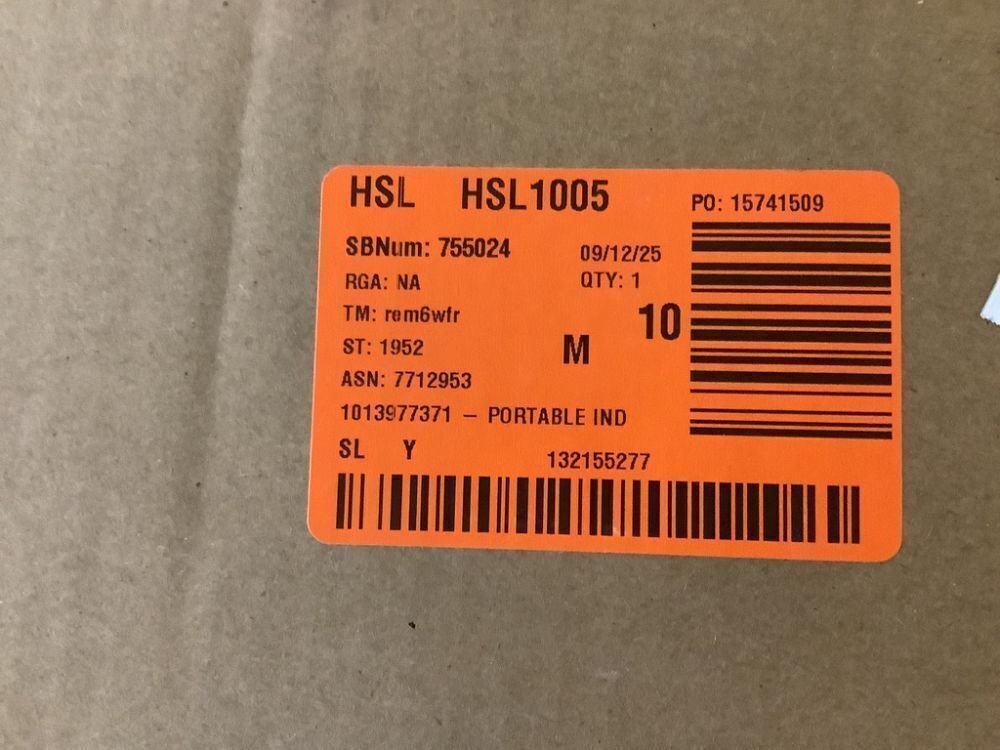 HSL HSL1005
PO: 15741509
SBNum: 755024 09/12/25
RGA: NA QTY: 1
TM: rem6wfr 10
ST: 1952 M
ASN: 7712953
1013977371 – PORTABLE IND
SL Y 132155277